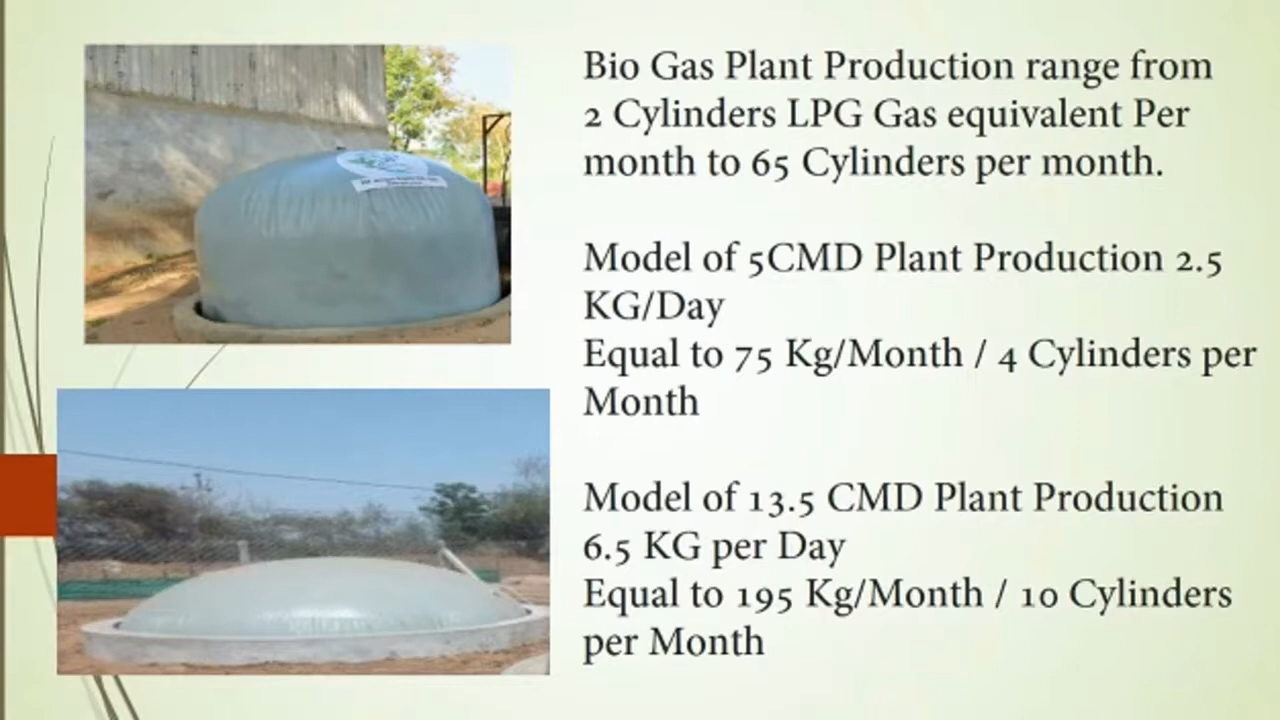 Bio Gas Plant Production range from
2 Cylinders LPG Gas equivalent Per
month to 65 Cylinders per month.
Model of 5CMD Plant Production 2.5
KG/Day
Equal to 75 Kg/Month / 4 Cylinders per
Month
Model of 13.5 CMD Plant Production
6.5 KG per Day
Equal to 195 Kg/Month / 10 Cylinders
per Month